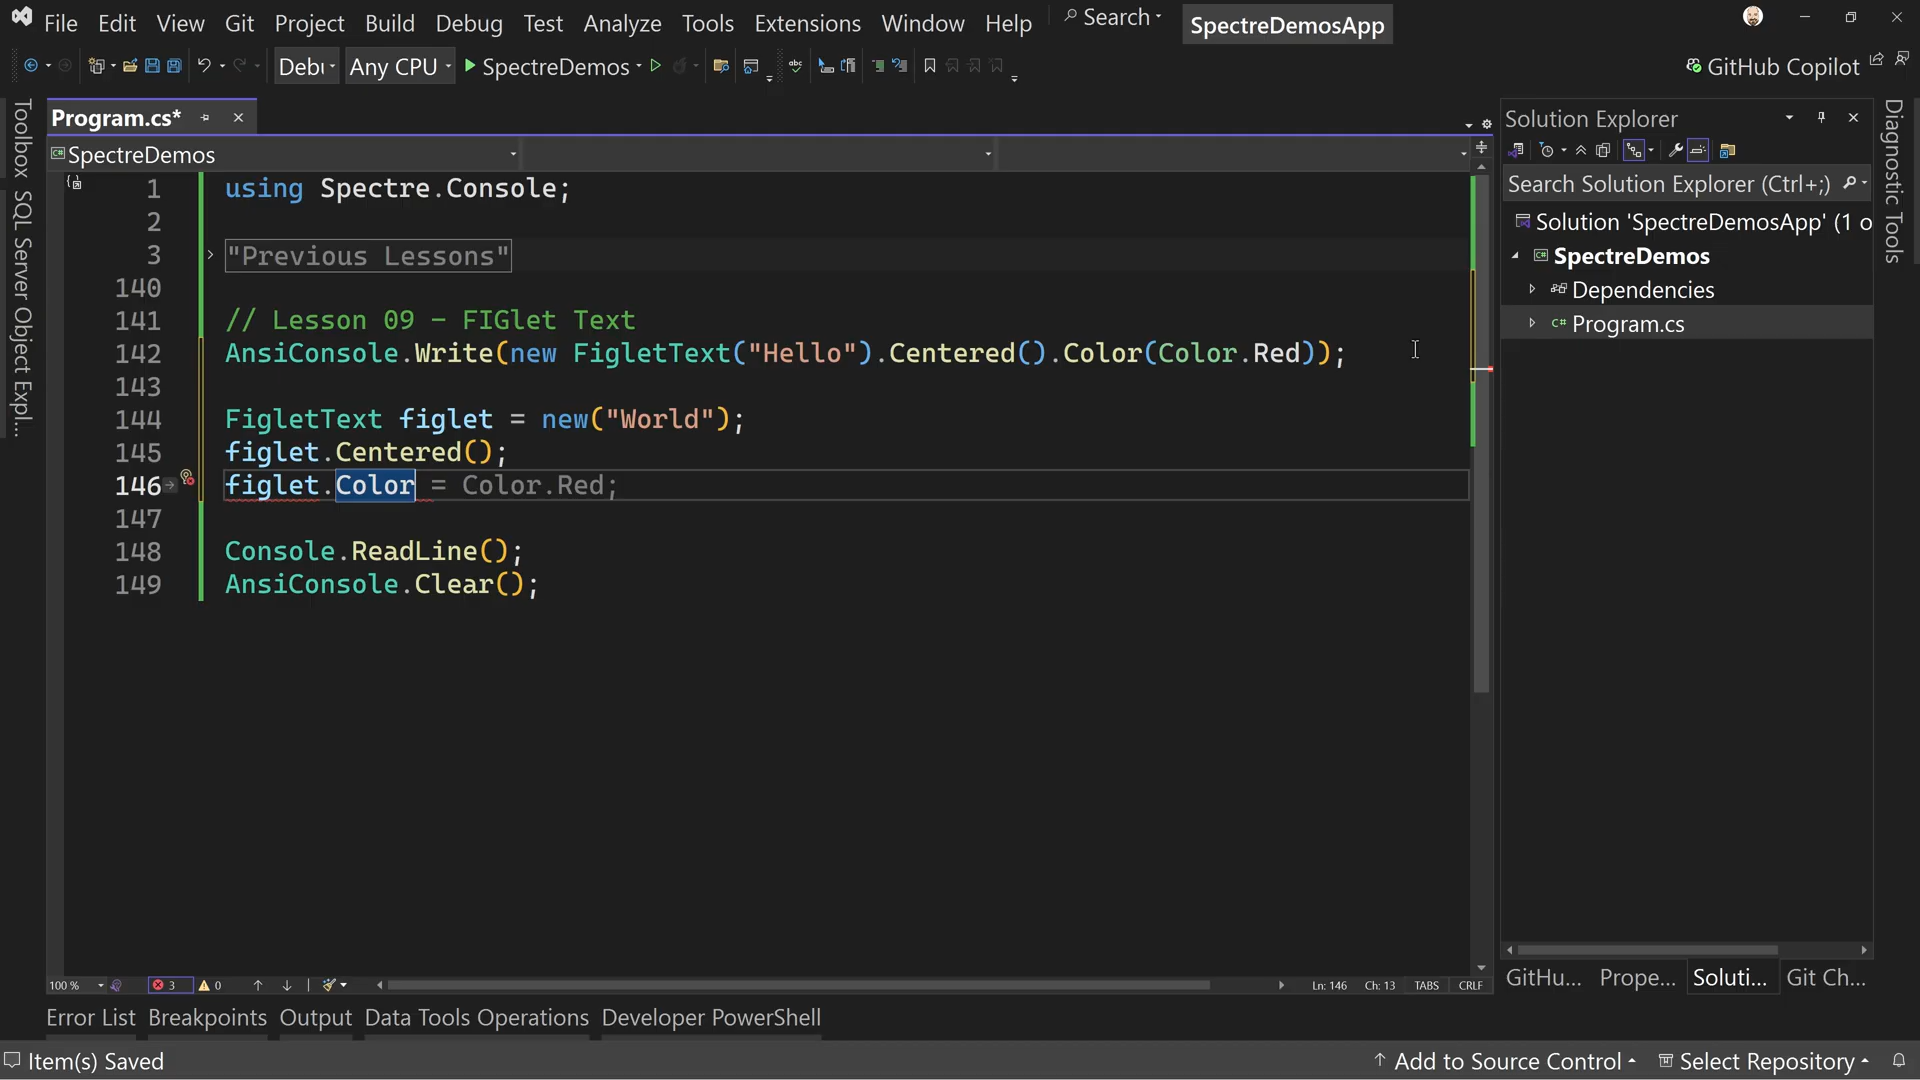 File Edit View Git Project Build Debug Test Analyze Tools Extensions Window Help Search SpectreDemosApp
Debu Any CPU SpectreDemos GitHub Copilot
Toolbox
SQL Server Object Expl...
Program.cs*
SpectreDemos
1 using Spectre.Console;
2
3 "Previous Lessons"
140
141 // Lesson 09 - FIGlet Text
142 AnsiConsole.Write(new FigletText("Hello").Centered().Color(Color.Red));
143
144 FigletText figlet = new("World");
145 figlet.Centered();
146 figlet.Color = Color.Red;
147
148 Console.ReadLine();
149 AnsiConsole.Clear();
100 % 3 0 Ln: 146 Ch: 13 TABS CRLF
Solution Explorer
Search Solution Explorer (Ctrl+;)
Solution 'SpectreDemosApp' (1 o
SpectreDemos
Dependencies
C# Program.cs
GitHu... Prope... Soluti... Git Ch...
Diagnostic Tools
Error List Breakpoints Output Data Tools Operations Developer PowerShell
Item(s) Saved Add to Source Control Select Repository